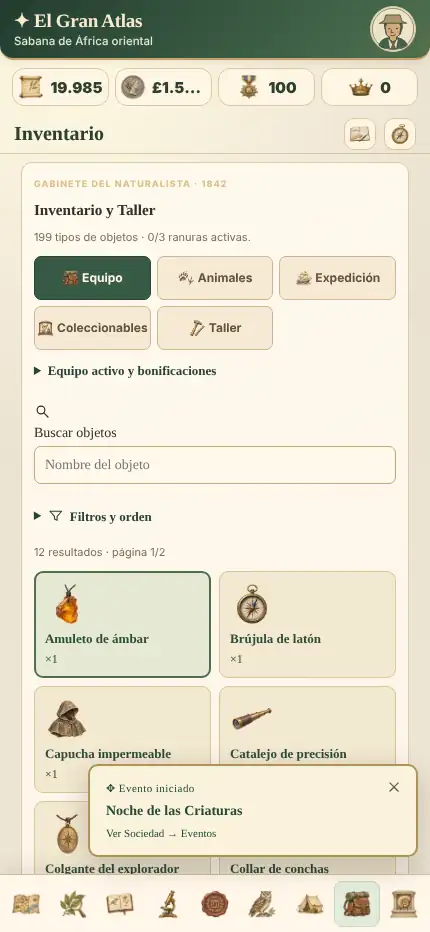 ✦ El Gran Atlas
Sabana de África oriental
19.985
£1.5...
100
0
Inventario
GABINETE DEL NATURALISTA · 1842
Inventario y Taller
199 tipos de objetos · 0/3 ranuras activas.
Equipo
Animales
Expedición
Coleccionables
Taller
Equipo activo y bonificaciones
Buscar objetos
Nombre del objeto
Filtros y orden
12 resultados · página 1/2
Amuleto de ámbar
×1
Brújula de latón
×1
Capucha impermeable
×1
Catalejo de precisión
✥ Evento iniciado
Noche de las Criaturas
Ver Sociedad → Eventos
Colgante del explorador
Collar de conchas